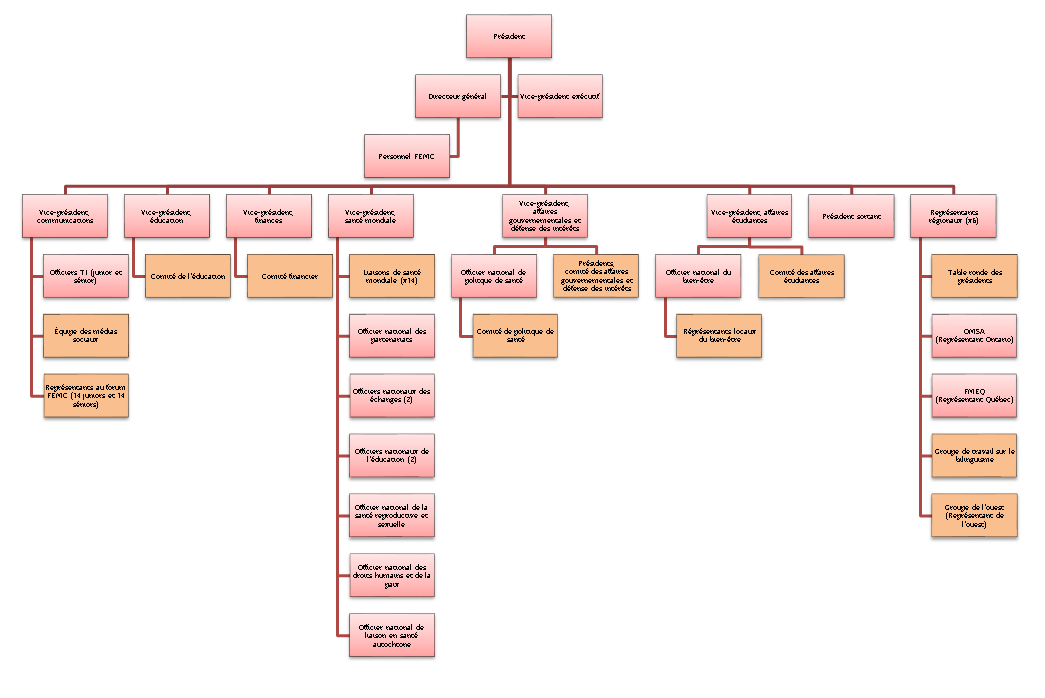 Président
Directeur général
Vice-président exécutif
Personnel FEMC
Vice-président,
communications
Vice-président,
éducation
Vice-président,
finances
Vice-président,
santé mondiale
Vice-président,
affaires
gouvernementales et
défense des intérêts
Vice-président, affaires
étudiantes
Président sortant
Représentants
régionaux (x6)
Officiers TI (junior et
sénior)
Équipe des médias
sociaux
Représentants au forum
FEMC (14 juniors et 14
séniors)
Comité de l'éducation
Comité financier
Liaisons de santé
mondiale (x14)
Officier national des
partenariats
Officiers nationaux des
échanges (2)
Officiers nationaux de
l'éducation (2)
Officier national de la
santé reproductive et
sexuelle
Officier national des
droits humains et de la
paix
Officier national de
liaison en santé
autochtone
Officier national de
politique de santé
Comité de politique de
santé
Présidents,
comité des affaires
gouvernementales et
défense des intérêts
Officier national du
bien-être
Réprésentants locaux
du bien-être
Comité des affaires
étudiantes
Table ronde des
présidents
OMSA
(Représentant Ontario)
FMEQ
(Représentant Québec)
Groupe de travail sur le
bilinguisme
Groupe de l'ouest
(Représentant de
l'ouest)